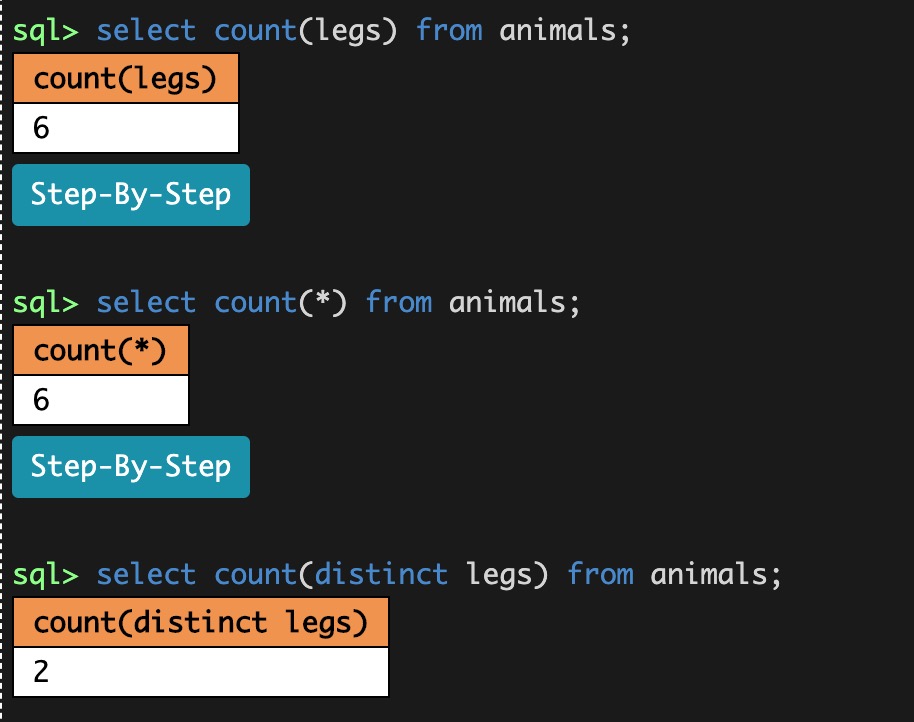 sql> select count(legs) from animals;
count(legs)
6
Step-By-Step
sql> select count(*) from animals;
count(*)
6
Step-By-Step
sql> select count(distinct legs) from animals;
count(distinct legs)
2